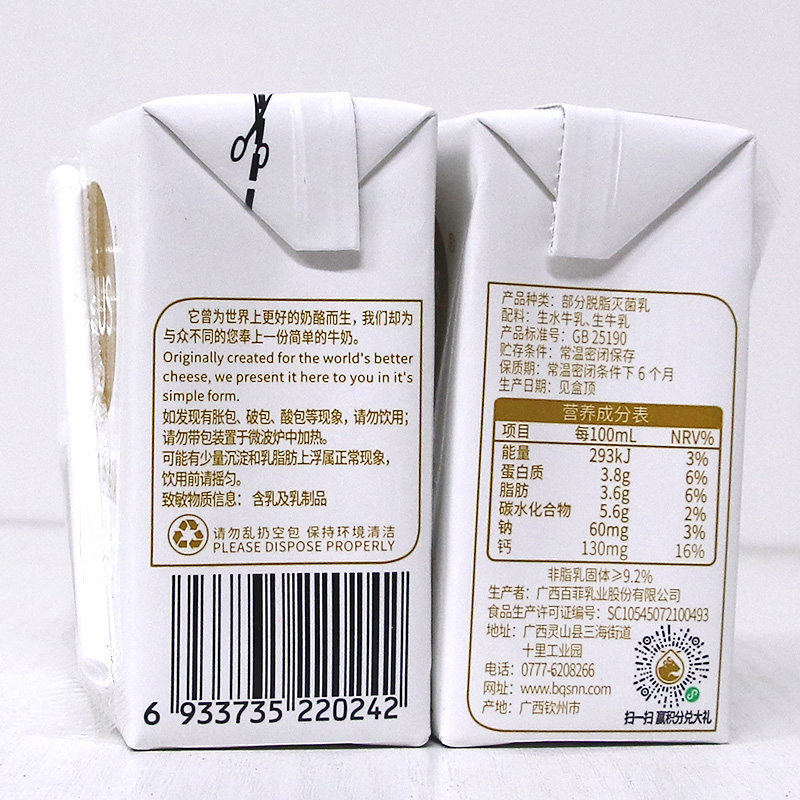 它曾为世界上更好的奶酪而生，我们却为
与众不同的您奉上一份简单的牛奶。
Originally created for the world's better
cheese, we present it here to you in it's
simple form.
如发现有胀包、破包、酸包等现象，请勿饮用；
请勿带包装置于微波炉中加热。
可能有少量沉淀和乳脂肪上浮属正常现象，
饮用前请摇匀。
致敏物质信息： 含乳及乳制品
请勿乱扔空包 保持环境清洁
PLEASE DISPOSE PROPERLY
6 933735 220242
产品种类：部分脱脂灭菌乳
配料：生水牛乳、生牛乳
产品标准号：GB 25190
贮存条件：常温密闭保存
保质期：常温密闭条件下 6 个月
生产日期：见盒顶
营养成分表
项目 每100mL NRV%
能量 293kJ 3%
蛋白质 3.8g 6%
脂肪 3.6g 6%
碳水化合物 5.6g 2%
钠 60mg 3%
钙 130mg 16%
非脂乳固体≥9.2%
生产者：广西百菲乳业股份有限公司
食品生产许可证编号：SC10545072100493
地址：广西灵山县三海街道
十里工业园
电话：0777-6208266
网址：www.bqsnn.com
产地：广西钦州市
扫一扫 赢积分兑大礼